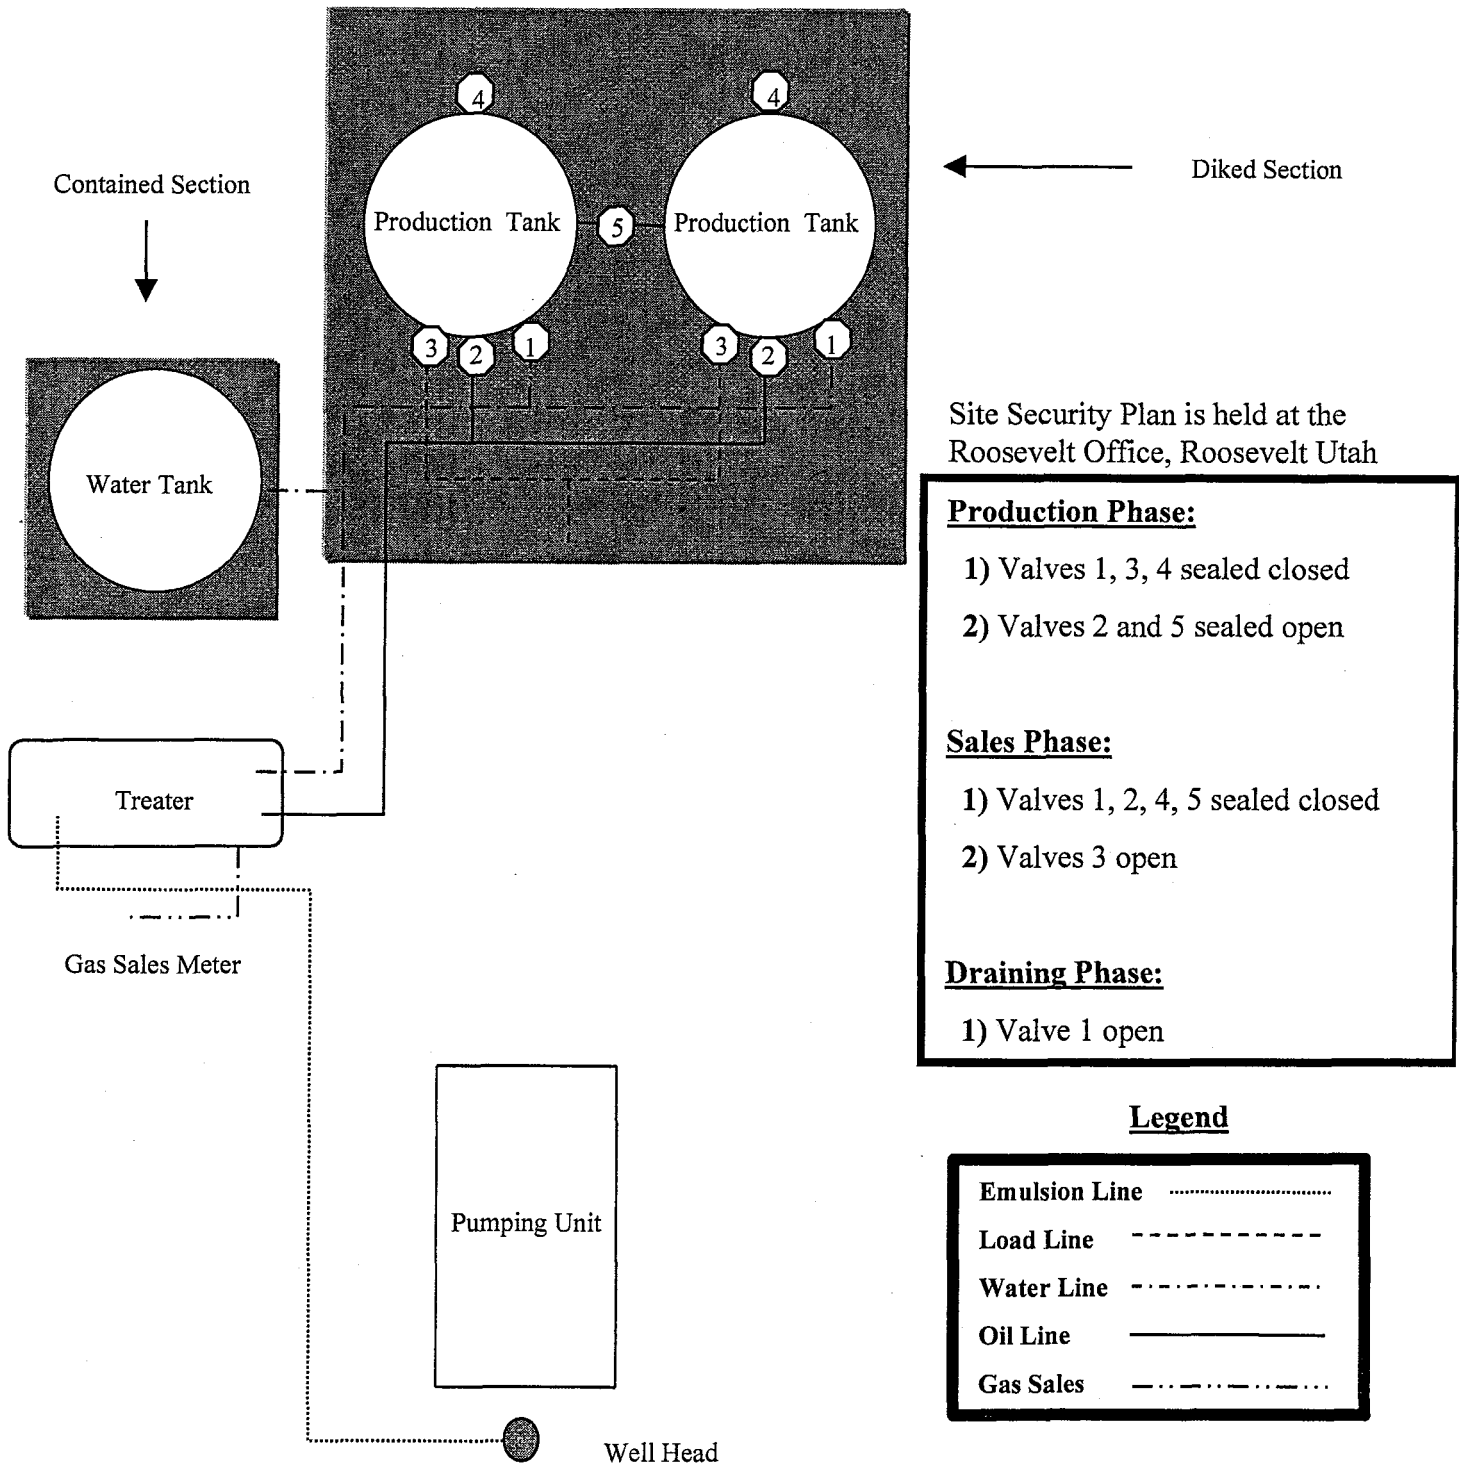 4
4
Contained Section
Diked Section
Production Tank
5
Production Tank
3
2
1
3
2
1
Water Tank
Site Security Plan is held at the
Roosevelt Office, Roosevelt Utah
Production Phase:
1) Valves 1, 3, 4 sealed closed
2) Valves 2 and 5 sealed open
Sales Phase:
1) Valves 1, 2, 4, 5 sealed closed
2) Valves 3 open
Draining Phase:
1) Valve 1 open
Treater
Gas Sales Meter
Pumping Unit
Well Head
Legend
Emulsion Line
Load Line
Water Line
Oil Line
Gas Sales